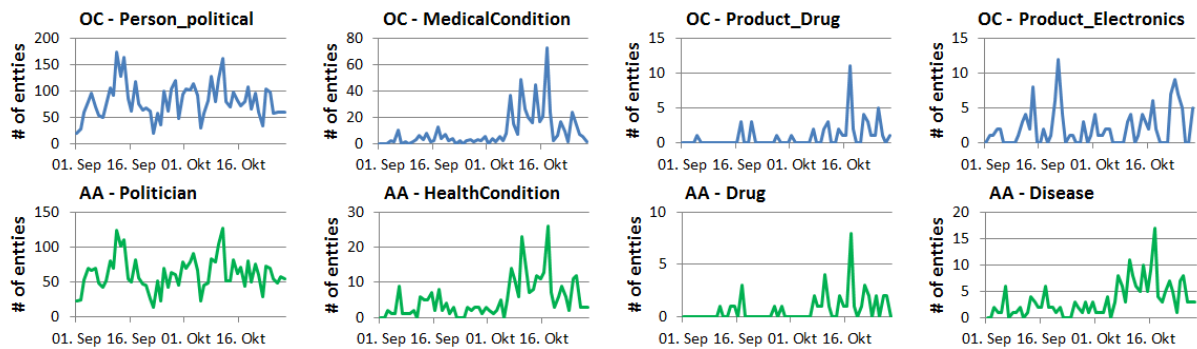 OC - Person_political
# of entties
200
150
100
50
0
01. Sep 16. Sep 01. Okt 16. Okt
OC - MedicalCondition
# of entties
80
60
40
20
0
01. Sep 16. Sep 01. Okt 16. Okt
OC - Product_Drug
# of entties
15
10
5
0
01. Sep 16. Sep 01. Okt 16. Okt
OC - Product_Electronics
# of entties
15
10
5
0
01. Sep 16. Sep 01. Okt 16. Okt
AA - Politician
# of entties
150
100
50
0
01. Sep 16. Sep 01. Okt 16. Okt
AA - HealthCondition
# of entties
30
20
10
0
01. Sep 16. Sep 01. Okt 16. Okt
AA - Drug
# of entties
10
5
0
01. Sep 16. Sep 01. Okt 16. Okt
AA - Disease
# of entties
20
15
10
5
0
01. Sep 16. Sep 01. Okt 16. Okt